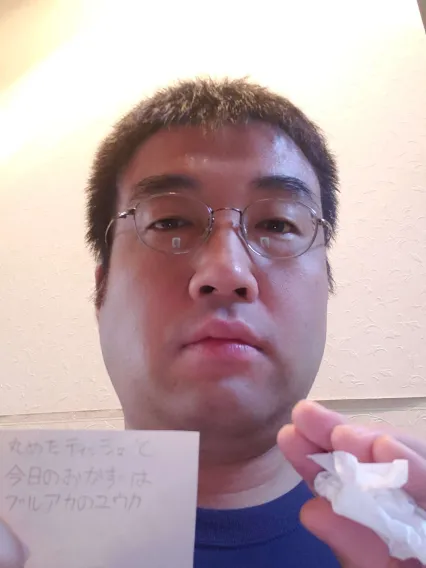 丸めたティッシュと
今日のおかずは
ブルアカのユウカ